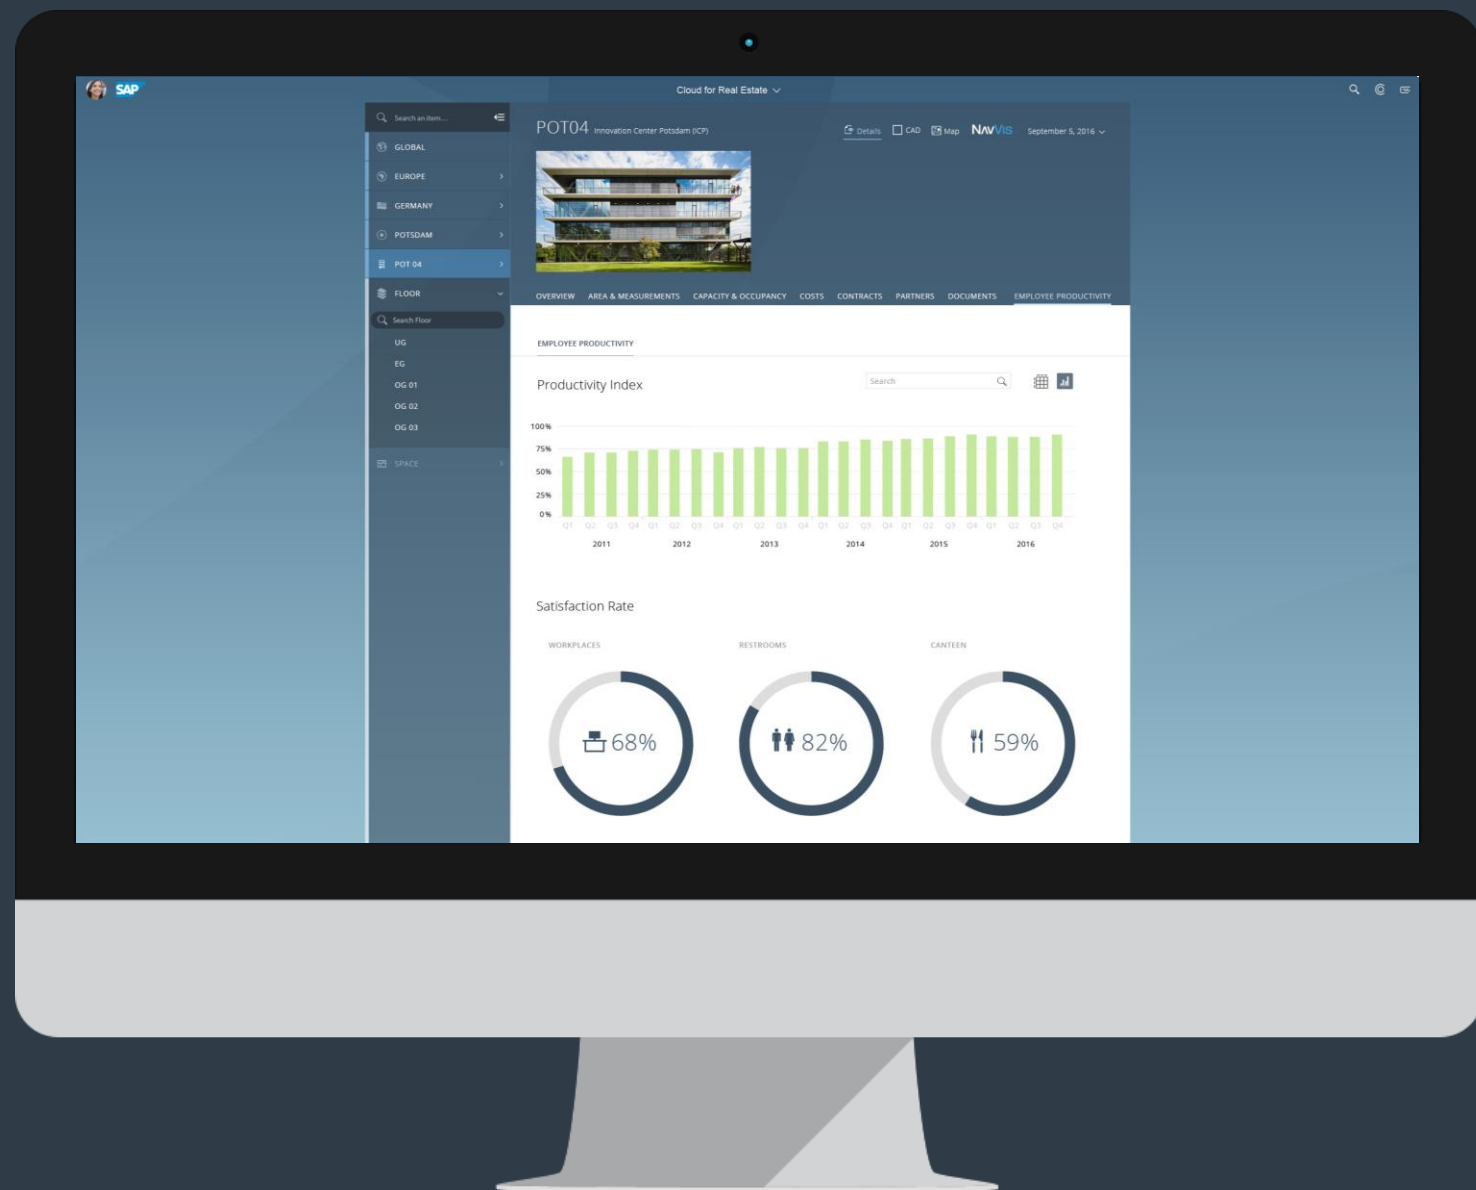 SAP
Cloud for Real Estate
Search an Item...
GLOBAL
EUROPE
GERMANY
POTSDAM
POT 04
FLOOR
Search Floor
UG
EG
OG 01
OG 02
OG 03
SPACE
POT04 Innovation Center Potsdam (ICP)
Details CAD Map NAVVIS September 5, 2016
OVERVIEW AREA & MEASUREMENTS CAPACITY & OCCUPANCY COSTS CONTRACTS PARTNERS DOCUMENTS EMPLOYEE PRODUCTIVITY
EMPLOYEE PRODUCTIVITY
Productivity Index
Search
100%
75%
50%
25%
0%
Q1 Q2 Q3 Q4 Q1 Q2 Q3 Q4 Q1 Q2 Q3 Q4 Q1 Q2 Q3 Q4 Q1 Q2 Q3 Q4 Q1 Q2 Q3 Q4
2011 2012 2013 2014 2015 2016
Satisfaction Rate
WORKPLACES RESTROOMS CANTEEN
68% 82% 59%